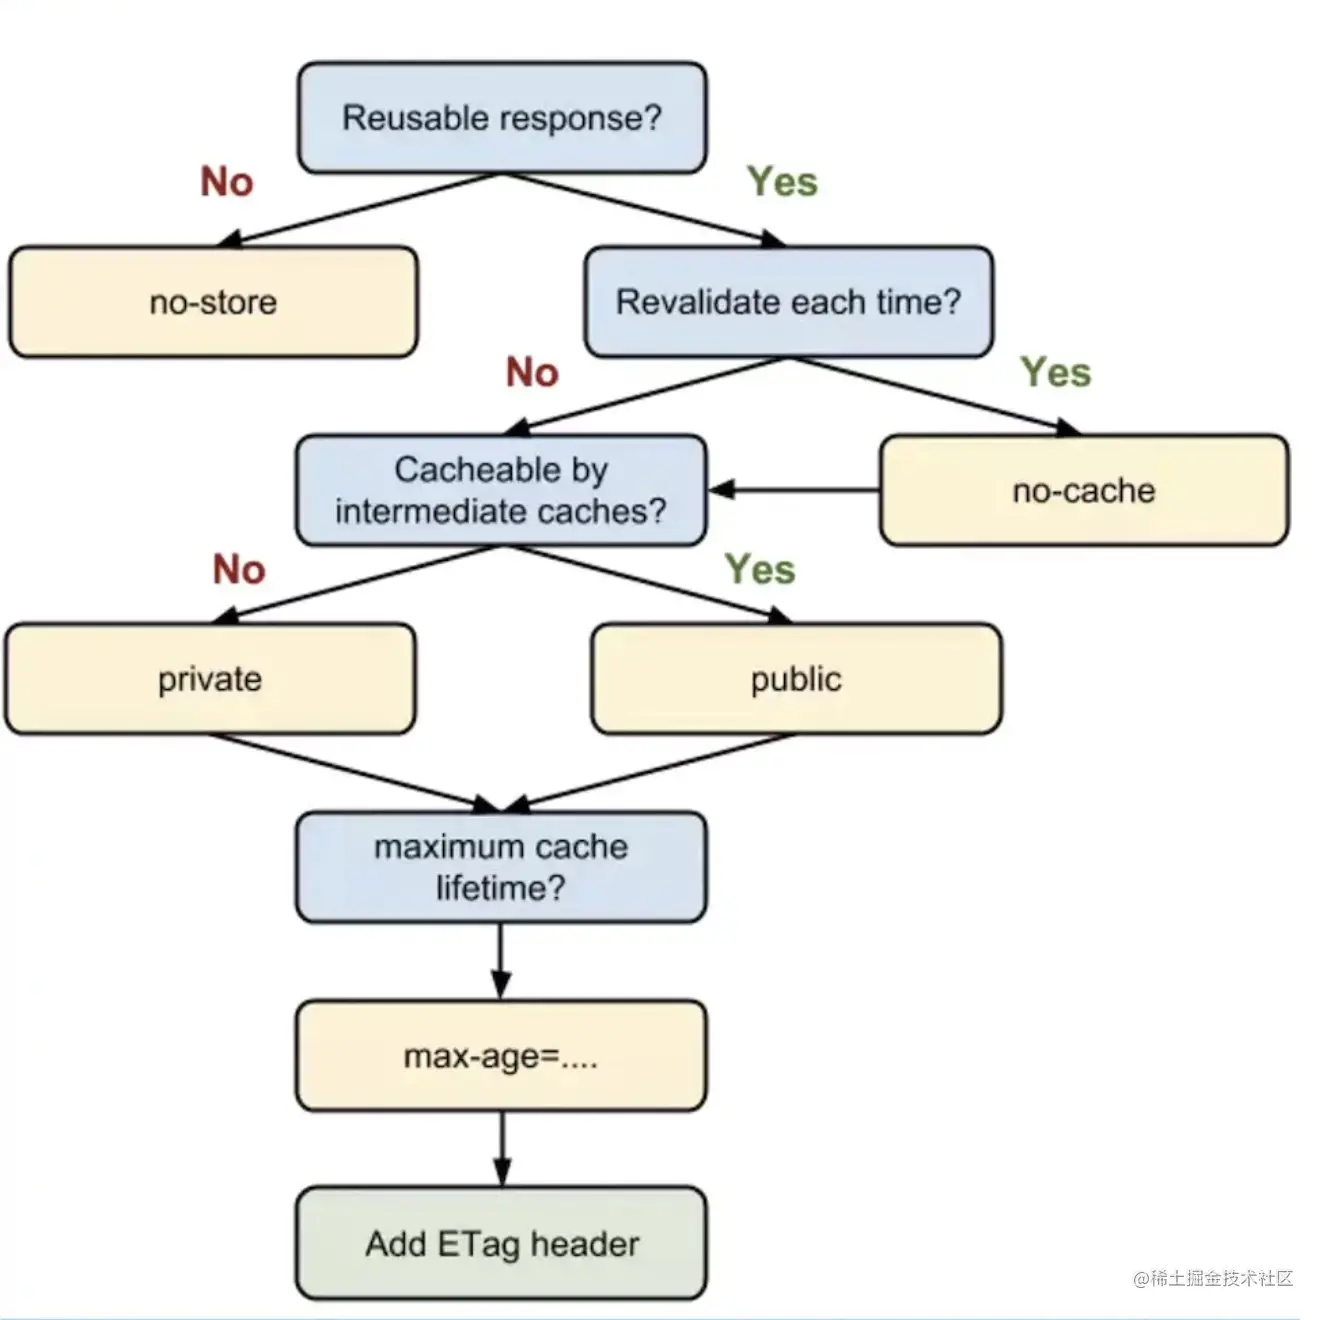 Reusable response?
No
Yes
no-store
Revalidate each time?
No
Yes
Cacheable by
intermediate caches?
no-cache
No
Yes
private
public
maximum cache
lifetime?
max-age=....
Add ETag header
@稀土掘金技术社区